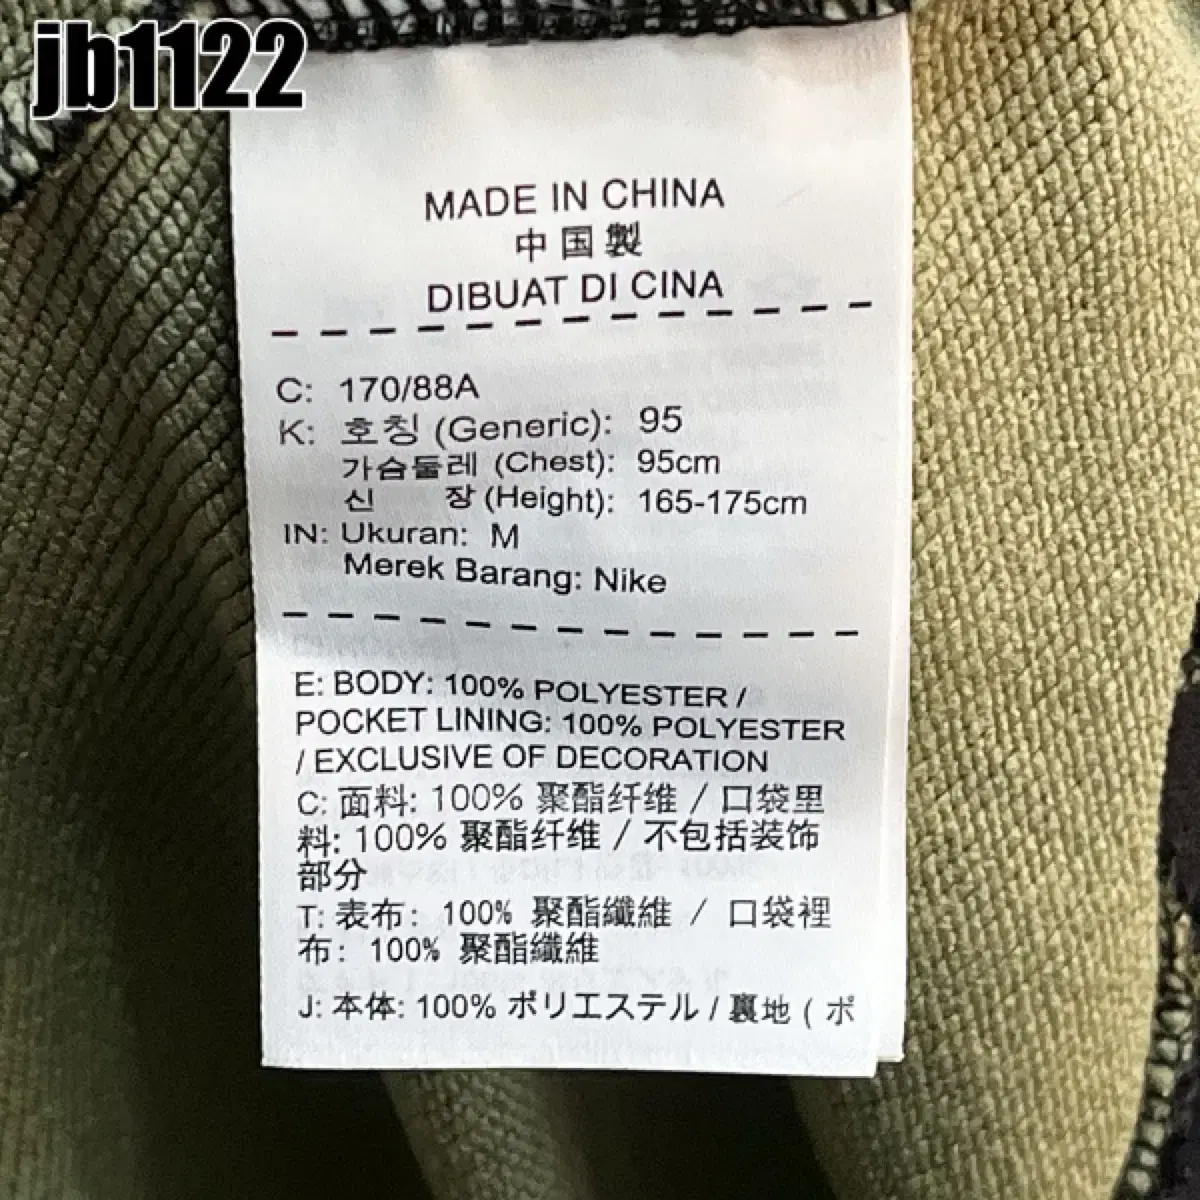 jb1122
MADE IN CHINA
中国製
DIBUAT DI CINA
C: 170/88A
K: 호칭 (Generic): 95
가슴둘레 (Chest): 95cm
신 장 (Height): 165-175cm
IN: Ukuran: M
Merek Barang: Nike
E: BODY: 100% POLYESTER /
POCKET LINING: 100% POLYESTER
/ EXCLUSIVE OF DECORATION
C: 面料: 100% 聚酯纤维 / 口袋里
料: 100% 聚酯纤维 / 不包括装饰
部分
T: 表布: 100% 聚酯纖維 / 口袋裡
布: 100% 聚酯纖維
J: 本体: 100% ポリエステル / 裏地 ( ポ